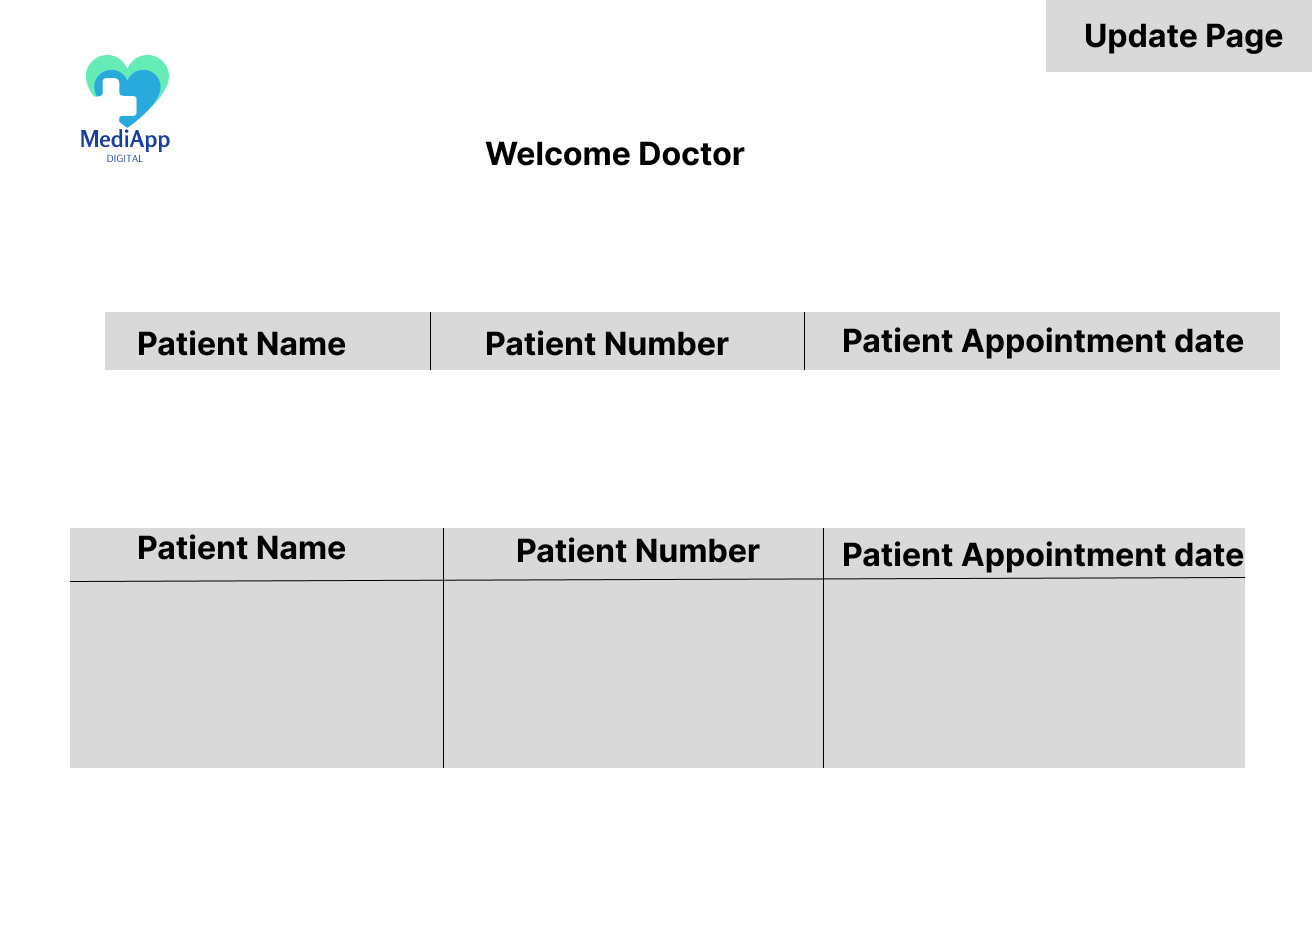 Update Page
MediApp
DIGITAL
Welcome Doctor
Patient Name
Patient Number
Patient Appointment date
Patient Name
Patient Number
Patient Appointment date